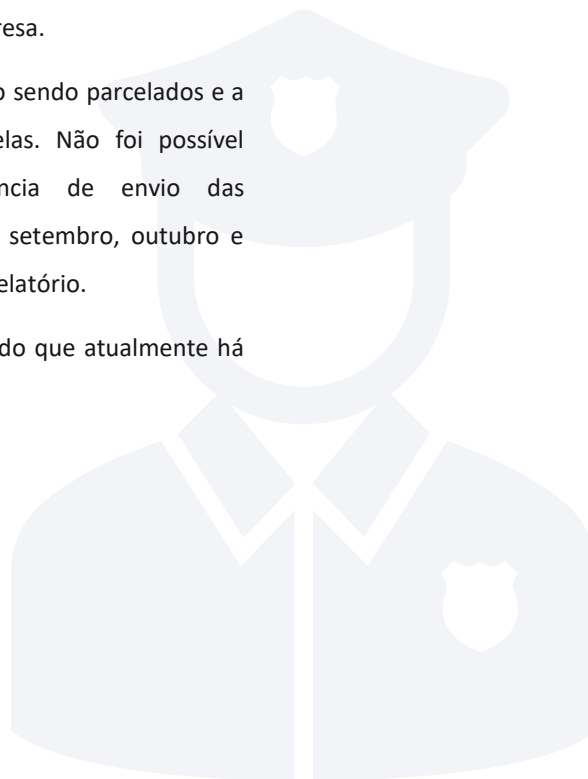 resa.
o sendo parcelados e a
elas. Não foi possível
ncia de envio das
setembro, outubro e
elatório.
do que atualmente há